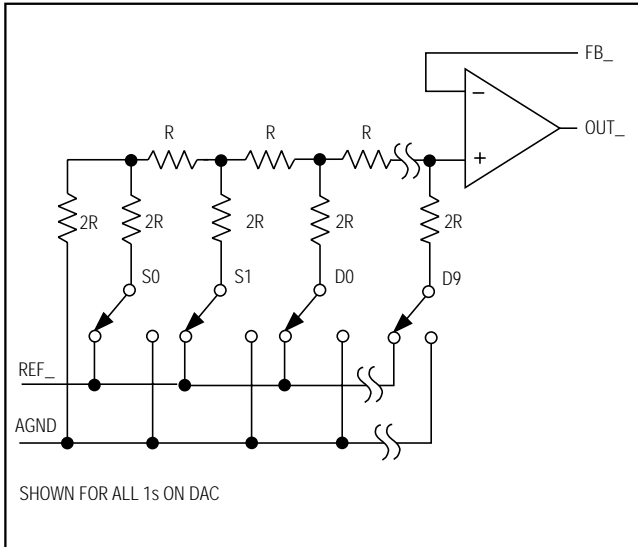 FB_
OUT_
−
+
R R R
2R 2R 2R 2R 2R
S0 S1 D0 D9
REF_
AGND
SHOWN FOR ALL 1s ON DAC